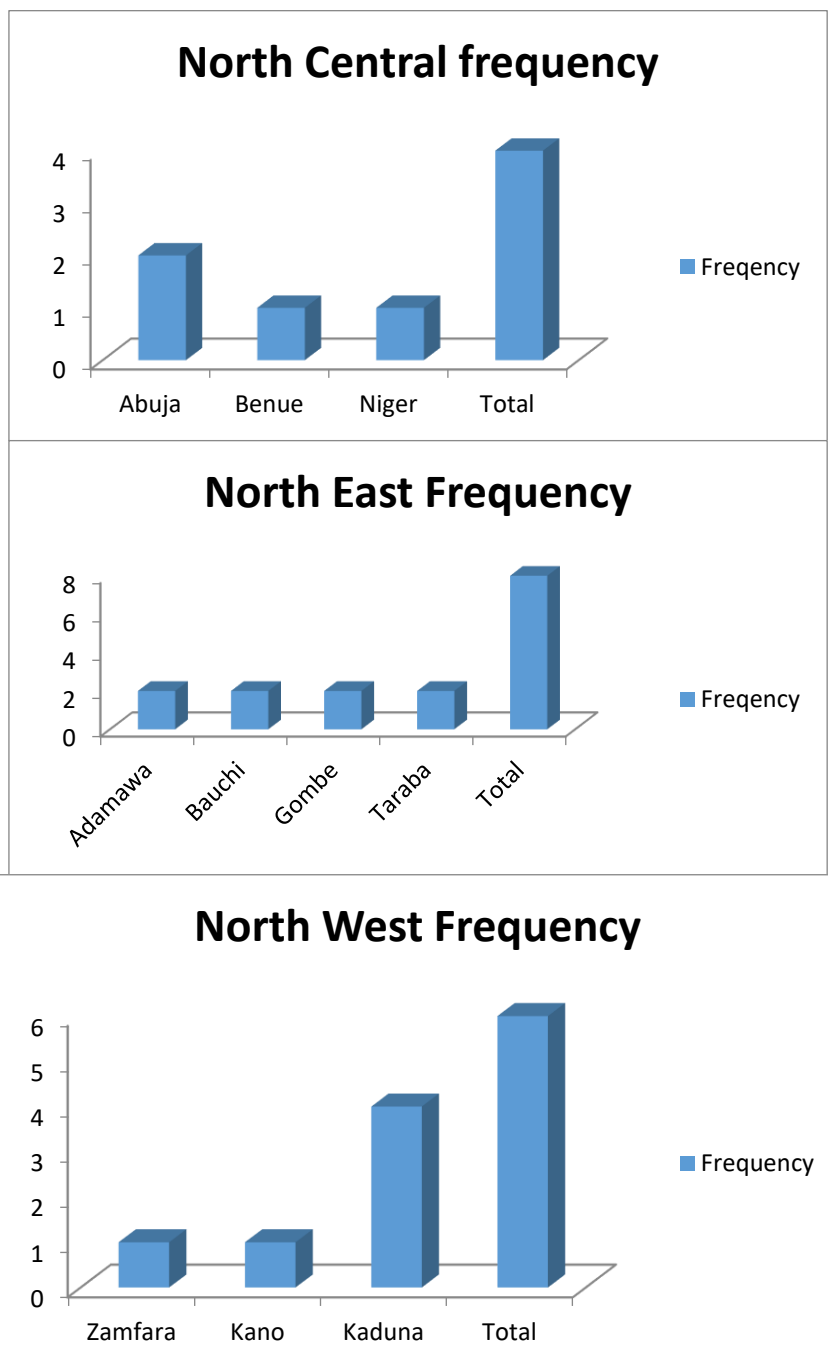 North Central frequency
4
3
2
1
0
Abuja Benue Niger Total
Freqency
North East Frequency
8
6
4
2
0
Adamawa Bauchi Gombe Taraba Total
Freqency
North West Frequency
6
5
4
3
2
1
0
Zamfara Kano Kaduna Total
Frequency